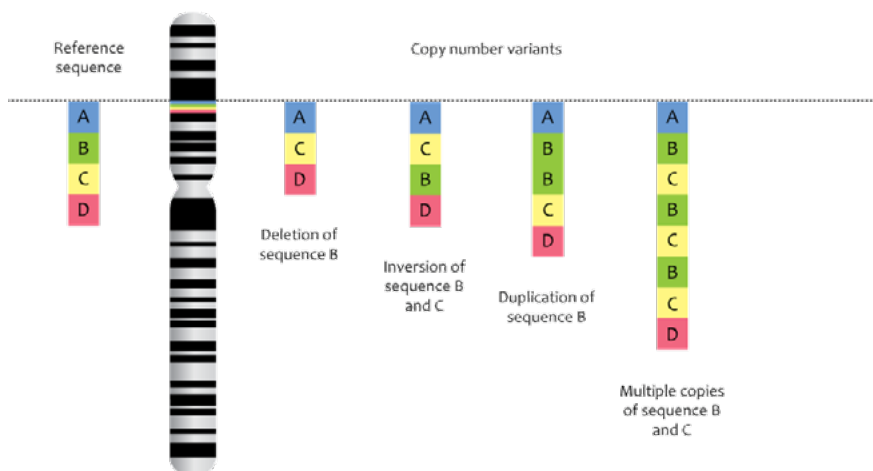 Reference
sequence
Copy number variants
A
B
C
D
A
C
D
Deletion of
sequence B
A
C
B
D
Inversion of
sequence B
and C
A
B
B
C
D
Duplication of
sequence B
A
B
C
B
C
B
C
D
Multiple copies
of sequence B
and C